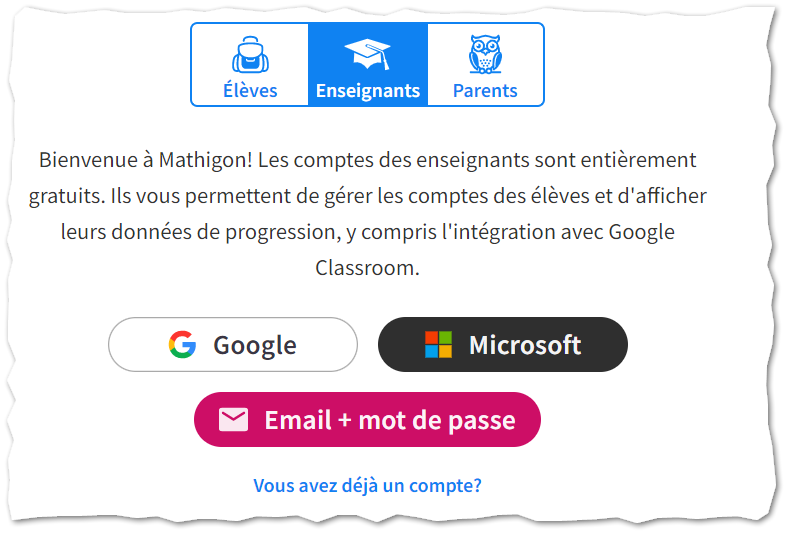 Élèves
Enseignants
Parents
Bienvenue à Mathigon! Les comptes des enseignants sont entièrement
gratuits. Ils vous permettent de gérer les comptes des élèves et d'afficher
leurs données de progression, y compris l'intégration avec Google
Classroom.
Google
Microsoft
Email + mot de passe
Vous avez déjà un compte?